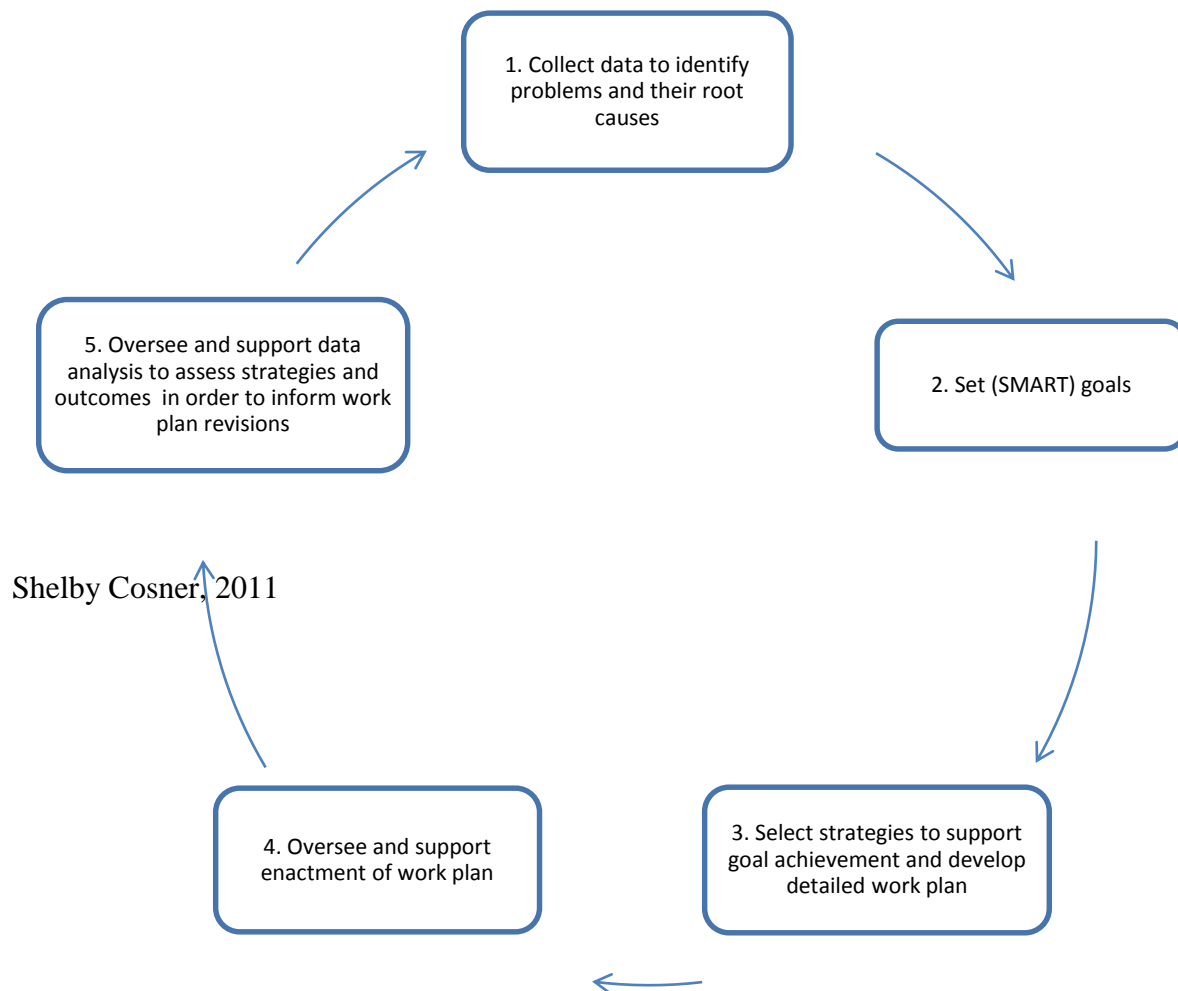 1. Collect data to identify
problems and their root
causes
2. Set (SMART) goals
3. Select strategies to support
goal achievement and develop
detailed work plan
4. Oversee and support
enactment of work plan
5. Oversee and support data
analysis to assess strategies and
outcomes in order to inform work
plan revisions
Shelby Cosner, 2011